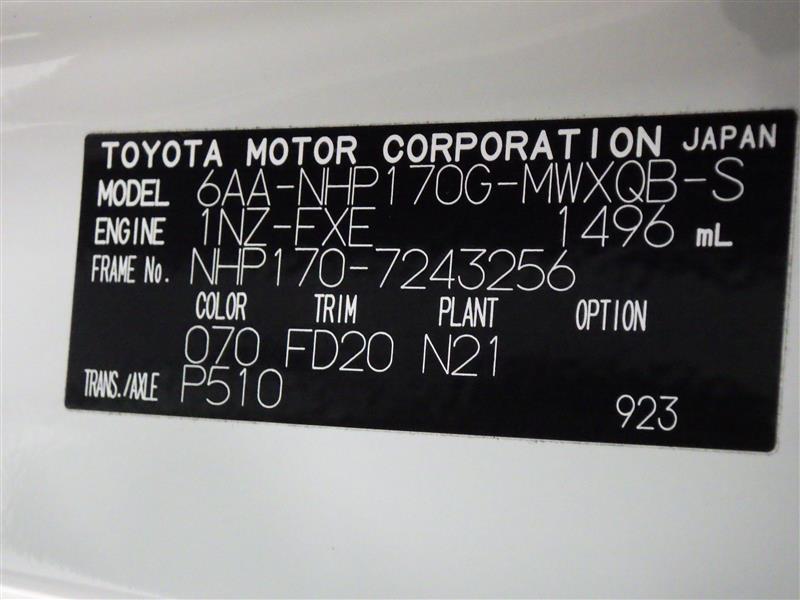 TOYOTA MOTOR CORPORATION JAPAN
MODEL 6AA-NHP170G-MWXQB-S
ENGINE 1NZ-FXE 1496 mL
FRAME No. NHP170-7243256
COLOR TRIM PLANT OPTION
070 FD20 N21
TRANS./AXLE P510
923